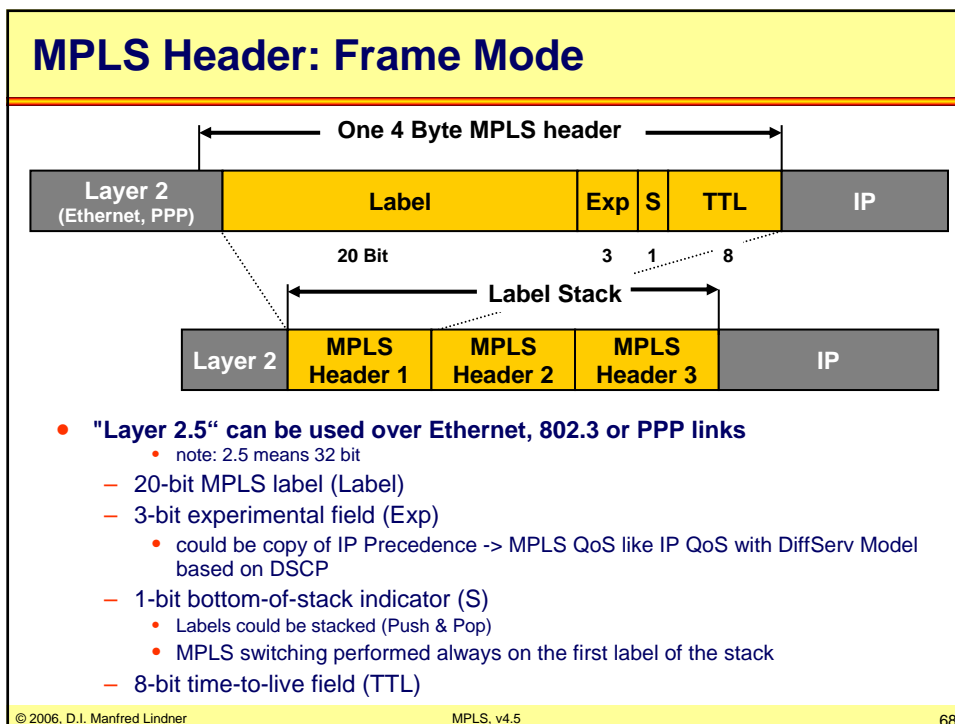 MPLS Header: Frame Mode
One 4 Byte MPLS header
Layer 2
(Ethernet, PPP)
Label
Exp
S
TTL
IP
20 Bit
3
1
8
Label Stack
Layer 2
MPLS
Header 1
MPLS
Header 2
MPLS
Header 3
IP
• "Layer 2.5“ can be used over Ethernet, 802.3 or PPP links
• note: 2.5 means 32 bit
– 20-bit MPLS label (Label)
– 3-bit experimental field (Exp)
• could be copy of IP Precedence -> MPLS QoS like IP QoS with DiffServ Model
based on DSCP
– 1-bit bottom-of-stack indicator (S)
• Labels could be stacked (Push & Pop)
• MPLS switching performed always on the first label of the stack
– 8-bit time-to-live field (TTL)
© 2006, D.I. Manfred Lindner
MPLS, v4.5
68